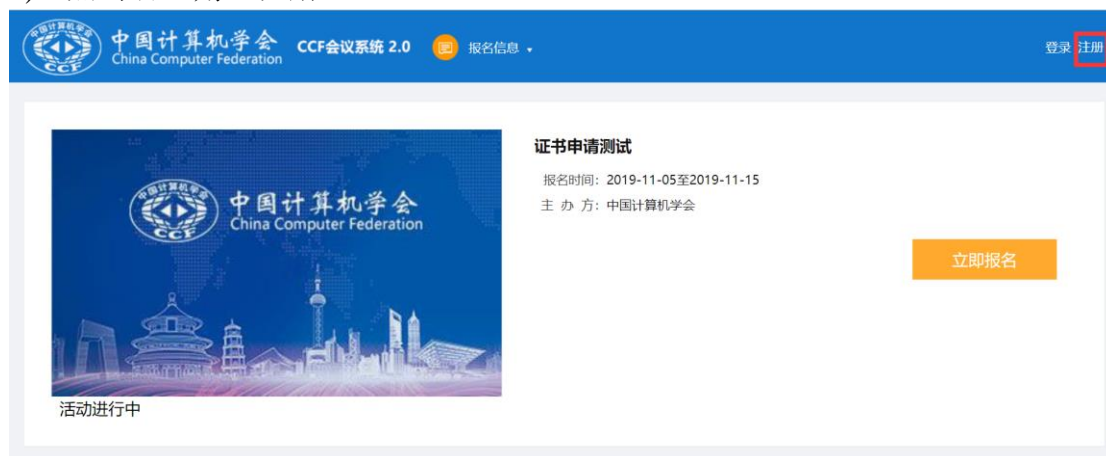 中国计算机学会
China Computer Federation
CCF会议系统 2.0
报名信息
登录 注册
中国计算机学会
China Computer Federation
CCF
证书申请测试
报名时间：2019-11-05至2019-11-15
主 办 方：中国计算机学会
立即报名
活动进行中